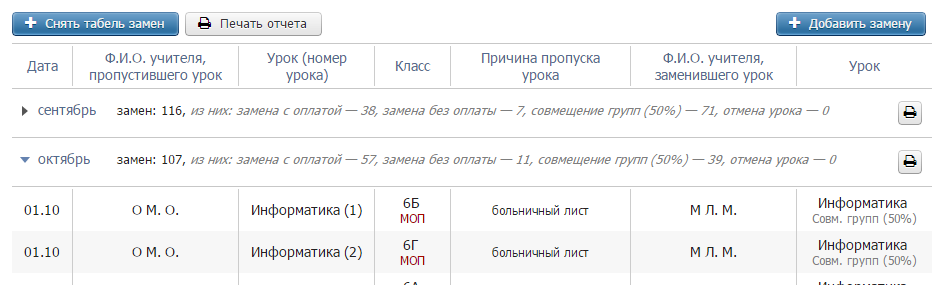 Снять табель замен Печать отчета Добавить замену
Дата Ф.И.О. учителя, пропустившего урок Урок (номер урока) Класс Причина пропуска урока Ф.И.О. учителя, заменившего урок Урок
сентябрь замен: 116, из них: замена с оплатой — 38, замена без оплаты — 7, совмещение групп (50%) — 71, отмена урока — 0
октябрь замен: 107, из них: замена с оплатой — 57, замена без оплаты — 11, совмещение групп (50%) — 39, отмена урока — 0
01.10 О М. О. Информатика (1) 6Б МОП больничный лист М Л. М. Информатика Совм. групп (50%)
01.10 О М. О. Информатика (2) 6Г МОП больничный лист М Л. М. Информатика Совм. групп (50%)